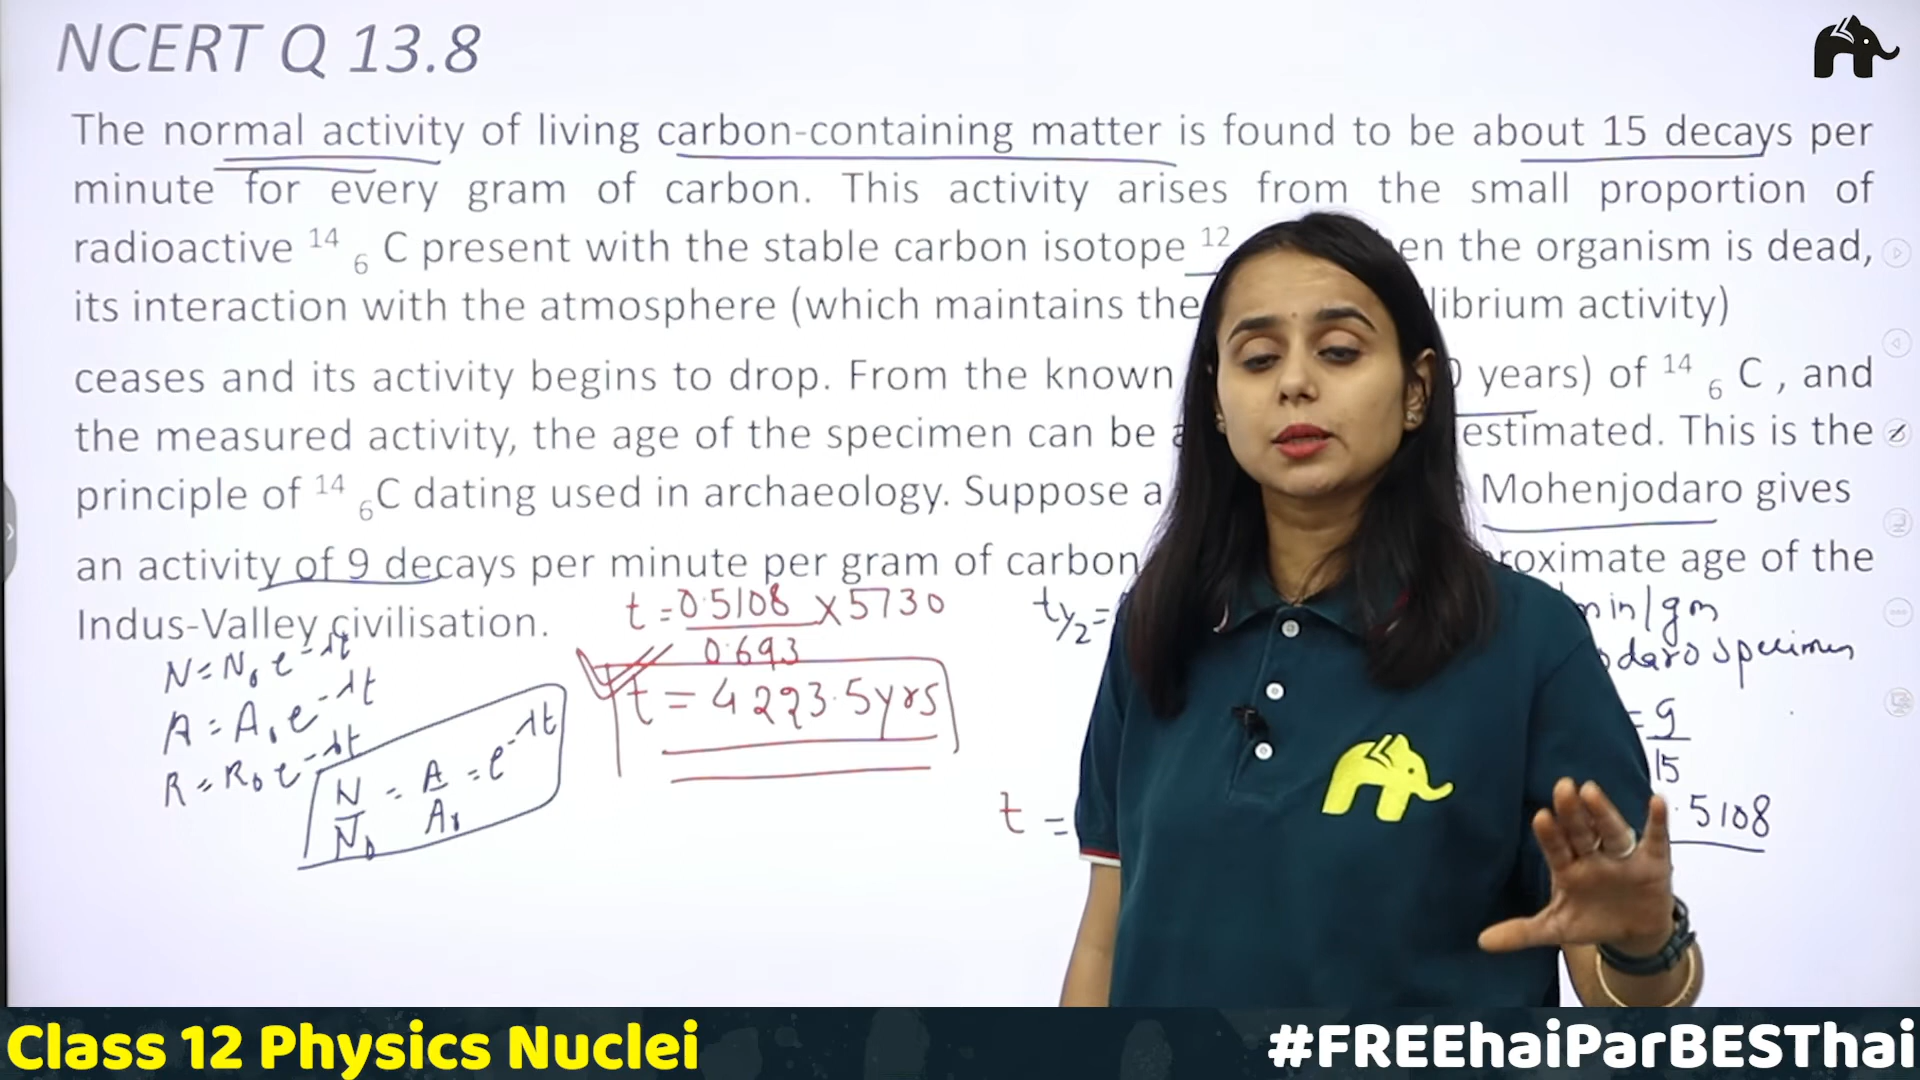 NCERT Q 13.8
The normal activity of living carbon-containing matter is found to be about 15 decays per
minute for every gram of carbon. This activity arises from the small proportion of
radioactive ¹⁴ ₆ C present with the stable carbon isotope ¹² en the organism is dead,
its interaction with the atmosphere (which maintains the librium activity)
ceases and its activity begins to drop. From the known 0 years) of ¹⁴ ₆ C , and
the measured activity, the age of the specimen can be a estimated. This is the
principle of ¹⁴ ₆C dating used in archaeology. Suppose a Mohenjodaro gives
an activity of 9 decays per minute per gram of carbon roximate age of the
Indus-Valley civilisation.
N = N₀ e^-λt
A = A₀ e^-λt
R = R₀ e^-λt
N/N₀ = A/A₀ = e^-λt
t = 0.5108/0.693 X 5730
t = 4223.5 yrs
t½ =
min/gm
daro specimen
= 9/15
t = .5108
Class 12 Physics Nuclei
#FREEhaiParBESThai